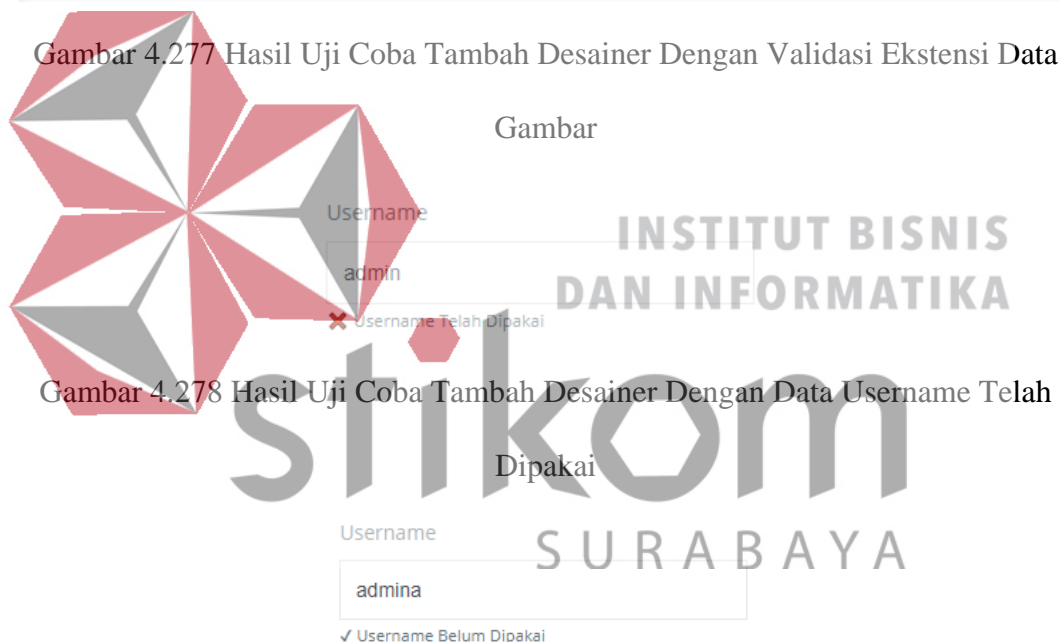 Gambar 4.277 Hasil Uji Coba Tambah Desainer Dengan Validasi Ekstensi Data
Gambar
Username
INSTITUT BISNIS
admin
DAN INFORMATIKA
Username Telah Dipakai
Gambar 4.278 Hasil Uji Coba Tambah Desainer Dengan Data Username Telah
stikom
Dipakai
Username
SURABAYA
admina
✓ Username Belum Dipakai